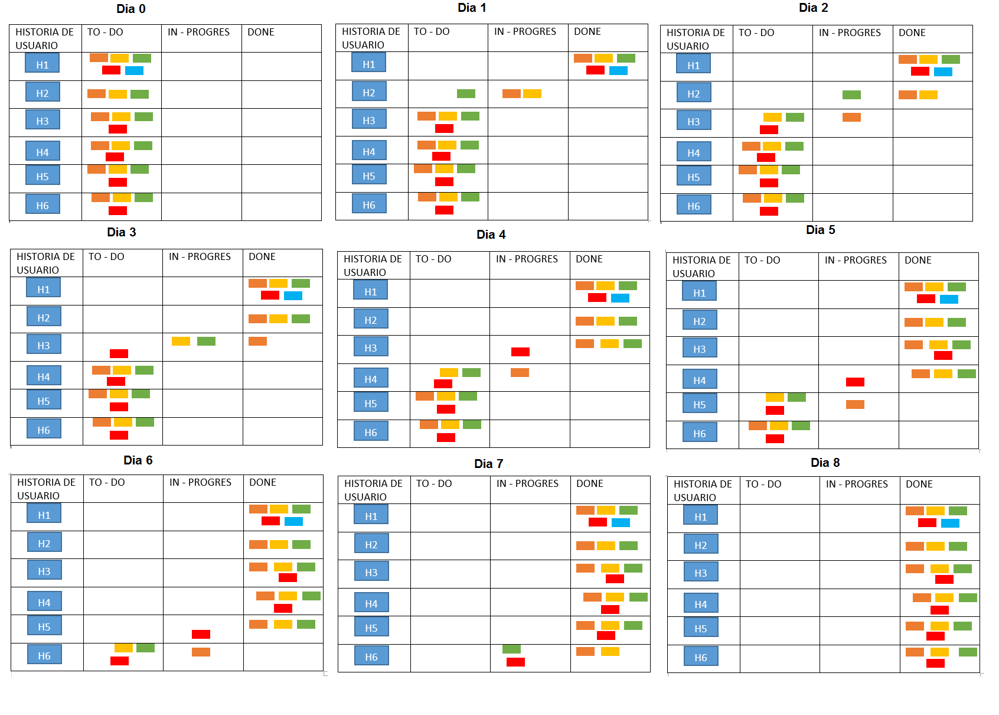 Dia 0
HISTORIA DE USUARIO TO - DO IN - PROGRES DONE
H1
H2
H3
H4
H5
H6
Dia 1
HISTORIA DE USUARIO TO - DO IN - PROGRES DONE
H1
H2
H3
H4
H5
H6
Dia 2
HISTORIA DE USUARIO TO - DO IN - PROGRES DONE
H1
H2
H3
H4
H5
H6
Dia 3
HISTORIA DE USUARIO TO - DO IN - PROGRES DONE
H1
H2
H3
H4
H5
H6
Dia 4
HISTORIA DE USUARIO TO - DO IN - PROGRES DONE
H1
H2
H3
H4
H5
H6
Dia 5
HISTORIA DE USUARIO TO - DO IN - PROGRES DONE
H1
H2
H3
H4
H5
H6
Dia 6
HISTORIA DE USUARIO TO - DO IN - PROGRES DONE
H1
H2
H3
H4
H5
H6
Dia 7
HISTORIA DE USUARIO TO - DO IN - PROGRES DONE
H1
H2
H3
H4
H5
H6
Dia 8
HISTORIA DE USUARIO TO - DO IN - PROGRES DONE
H1
H2
H3
H4
H5
H6